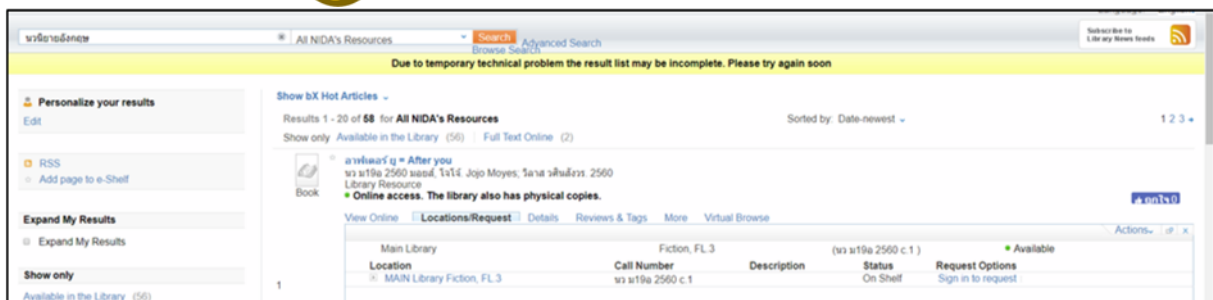 นวนิยายอังกฤษ
All NIDA's Resources
Search
Advanced Search
Browse Search
Subscribe to
Library News feeds
Due to temporary technical problem the result list may be incomplete. Please try again soon
Personalize your results
Edit
RSS
Add page to e-Shelf
Expand My Results
Expand My Results
Show only
Available in the Library (56)
Show bX Hot Articles
Results 1 - 20 of 58 for All NIDA's Resources
Sorted by: Date-newest
1 2 3
Show only Available in the Library (56) Full Text Online (2)
อาฟเตอร์ ยู = After you
นว ม19อ 2560 มอยส์, โจโจ้. Jojo Moyes; วิลาส วศินสังวร. 2560
Library Resource
Online access. The library also has physical copies.
Book
ถูกใจ 0
View Online Locations/Request Details Reviews & Tags More Virtual Browse
Actions
Main Library Fiction, FL.3 (นว ม19อ 2560 c.1 ) Available
Location Call Number Description Status Request Options
MAIN Library Fiction, FL.3 นว ม19อ 2560 c.1 On Shelf Sign in to request
1